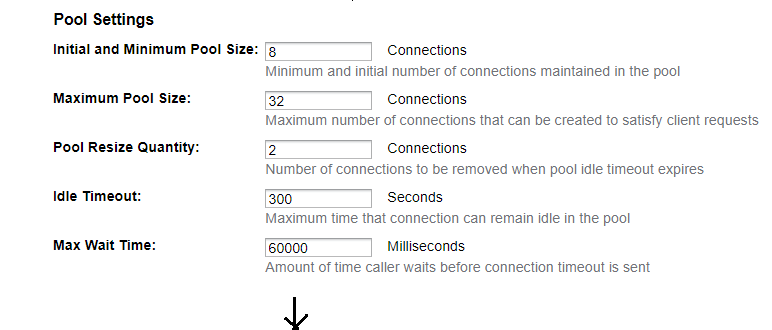 Pool Settings
Initial and Minimum Pool Size: 8 Connections
Minimum and initial number of connections maintained in the pool
Maximum Pool Size: 32 Connections
Maximum number of connections that can be created to satisfy client requests
Pool Resize Quantity: 2 Connections
Number of connections to be removed when pool idle timeout expires
Idle Timeout: 300 Seconds
Maximum time that connection can remain idle in the pool
Max Wait Time: 60000 Milliseconds
Amount of time caller waits before connection timeout is sent